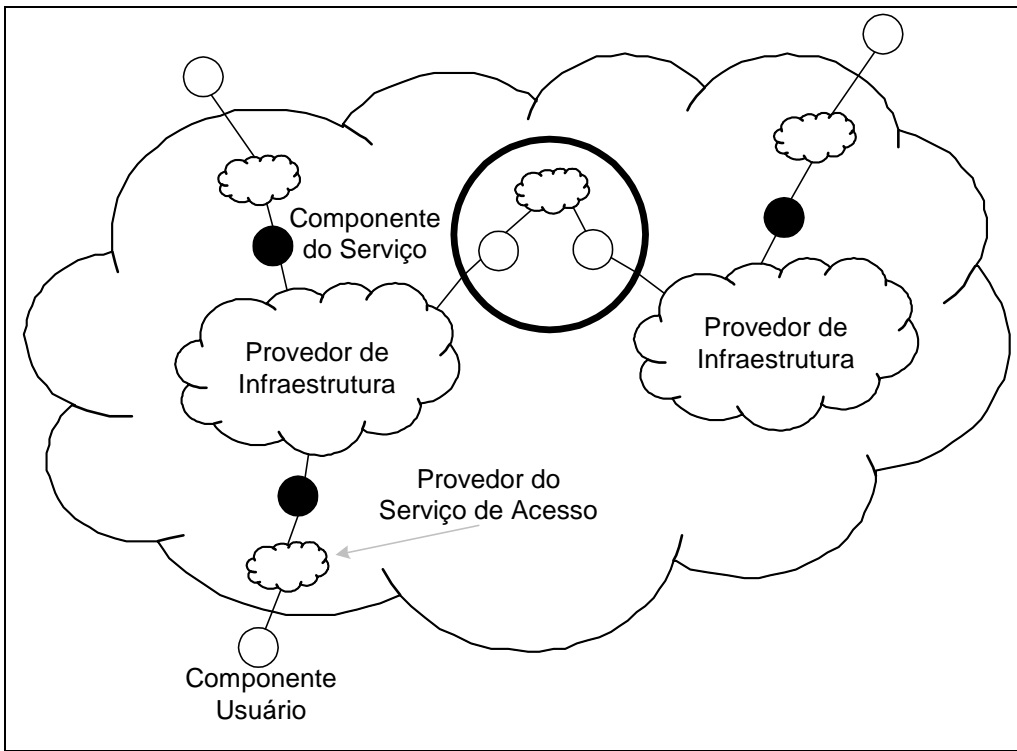 Componente
do Serviço
Provedor de
Infraestrutura
Provedor de
Infraestrutura
Provedor do
Serviço de Acesso
Componente
Usuário